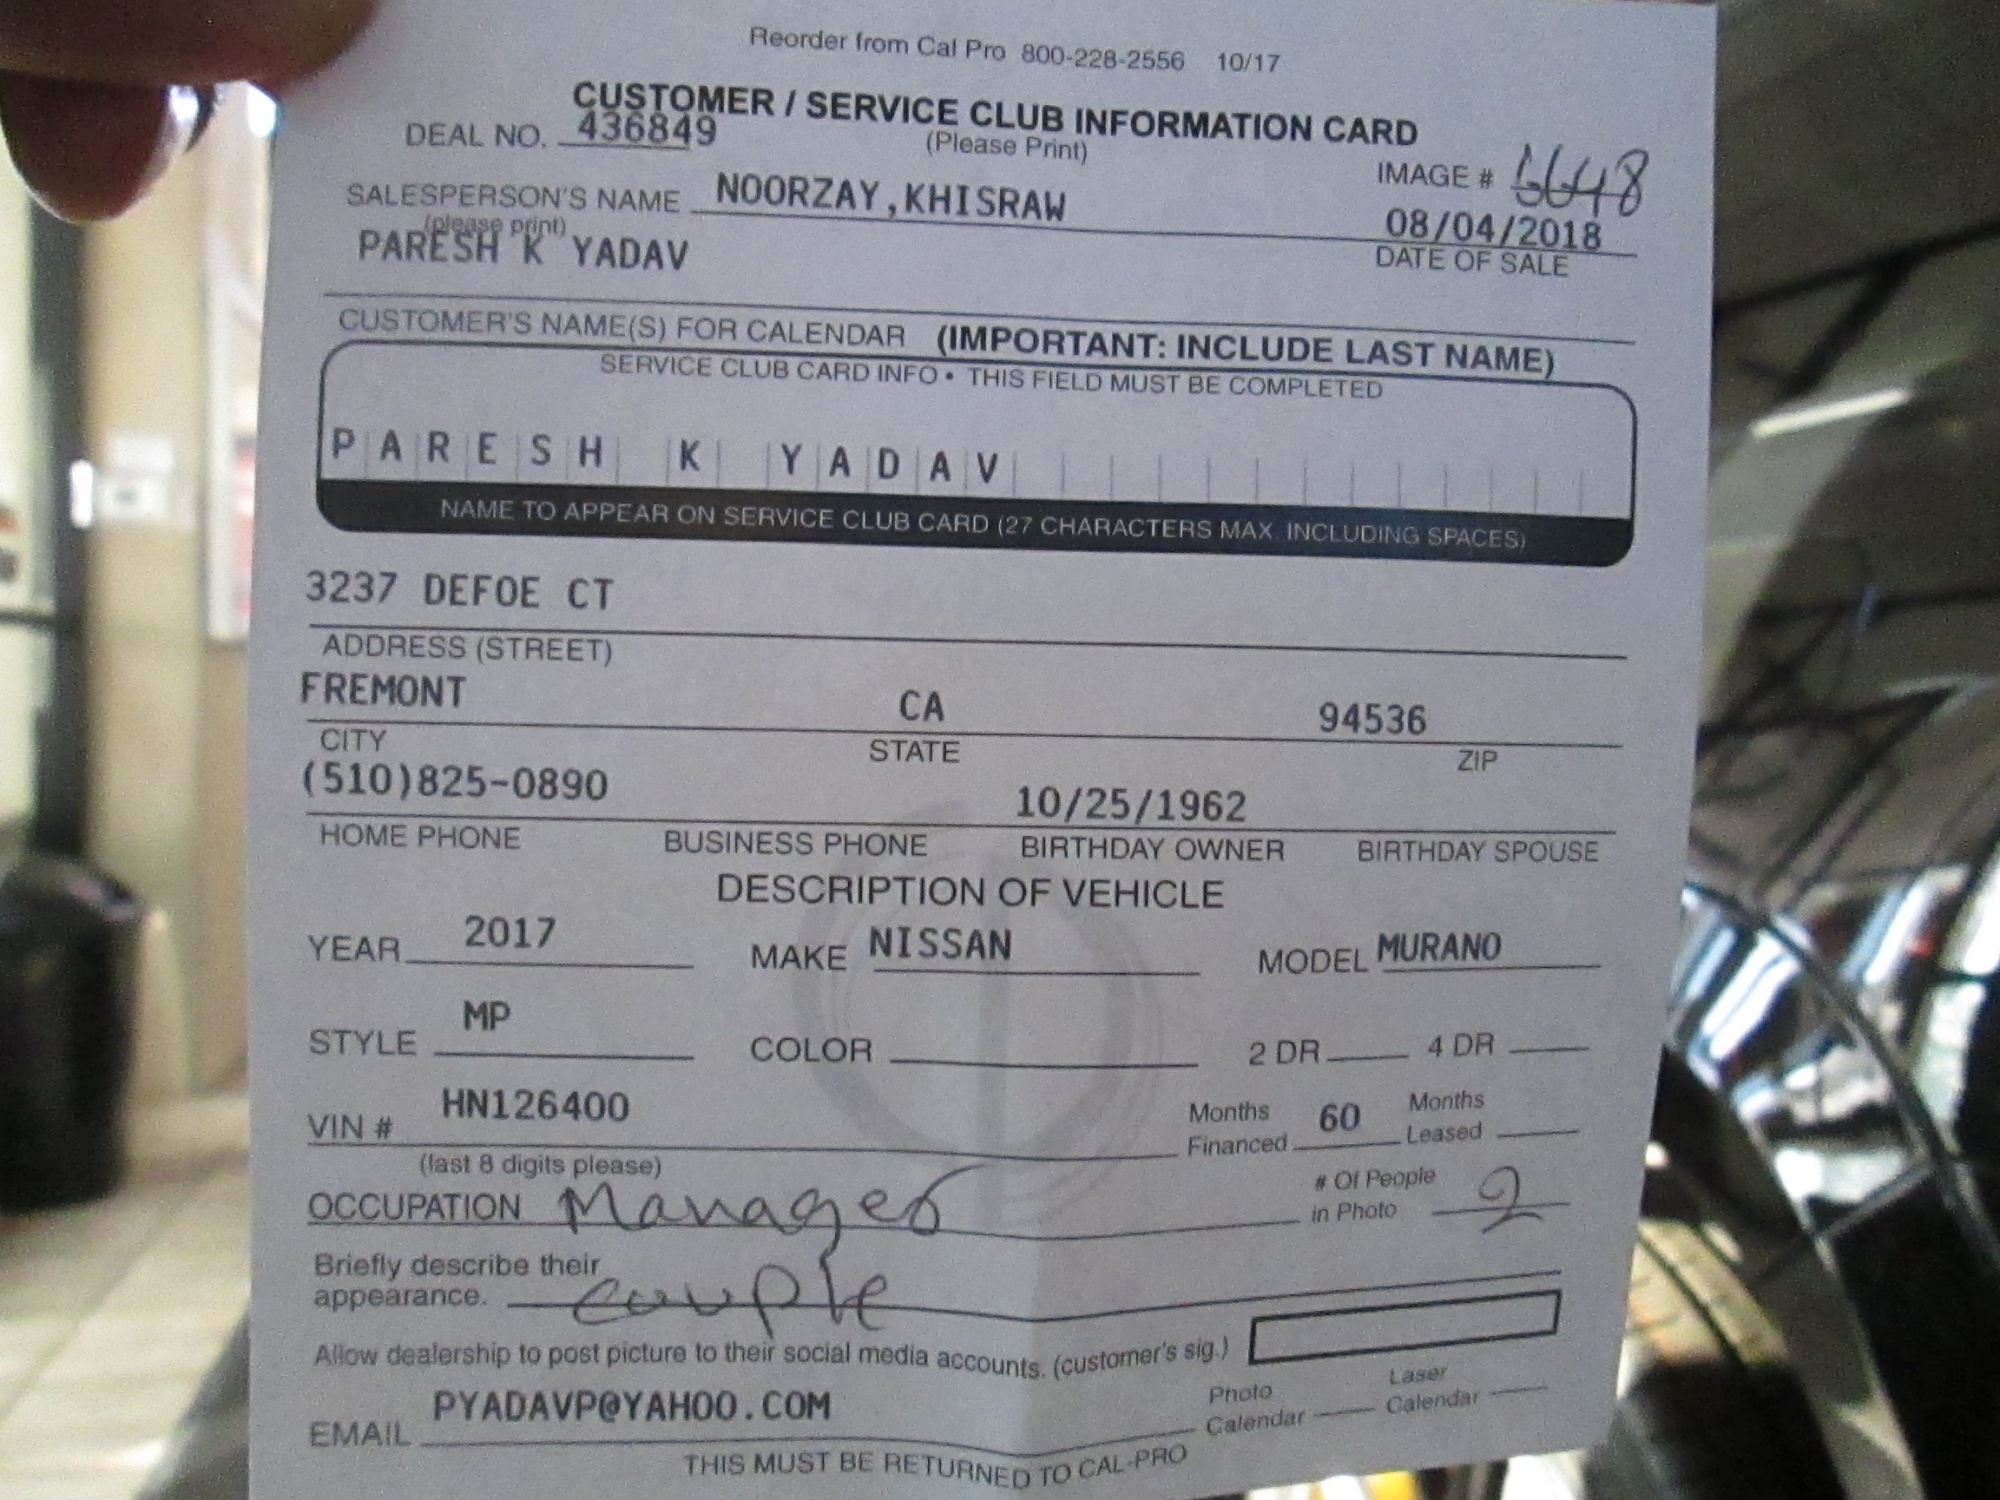 Reorder from Cal Pro 800-228-2556 10/17
CUSTOMER / SERVICE CLUB INFORMATION CARD
DEAL NO. 436849 (Please Print)
IMAGE # 6648
SALESPERSON'S NAME NOORZAY,KHISRAW 08/04/2018
(please print) DATE OF SALE
PARESH K YADAV
CUSTOMER'S NAME(S) FOR CALENDAR (IMPORTANT: INCLUDE LAST NAME)
SERVICE CLUB CARD INFO • THIS FIELD MUST BE COMPLETED
PARESH K YADAV
NAME TO APPEAR ON SERVICE CLUB CARD (27 CHARACTERS MAX. INCLUDING SPACES)
3237 DEFOE CT
ADDRESS (STREET)
FREMONT CA 94536
CITY STATE ZIP
(510)825-0890 10/25/1962
HOME PHONE BUSINESS PHONE BIRTHDAY OWNER BIRTHDAY SPOUSE
DESCRIPTION OF VEHICLE
YEAR 2017 MAKE NISSAN MODEL MURANO
STYLE MP COLOR 2 DR 4 DR
VIN # HN126400 Months Financed 60 Months Leased
(last 8 digits please)
OCCUPATION Manager # Of People in Photo 2
Briefly describe their
appearance. couple
Allow dealership to post picture to their social media accounts. (customer's sig.)
EMAIL PYADAVP@YAHOO.COM Photo Calendar Laser Calendar
THIS MUST BE RETURNED TO CAL-PRO